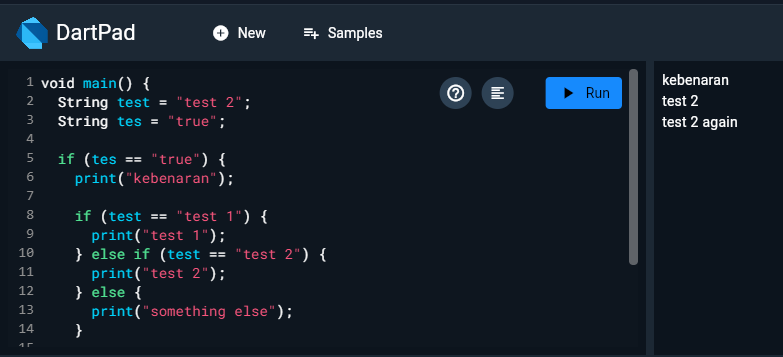 DartPad
New
Samples
1 void main() {
2 String test = "test 2";
3 String tes = "true";
4
5 if (tes == "true") {
6 print("kebenaran");
7
8 if (test == "test 1") {
9 print("test 1");
10 } else if (test == "test 2") {
11 print("test 2");
12 } else {
13 print("something else");
14 }
Run
kebenaran
test 2
test 2 again